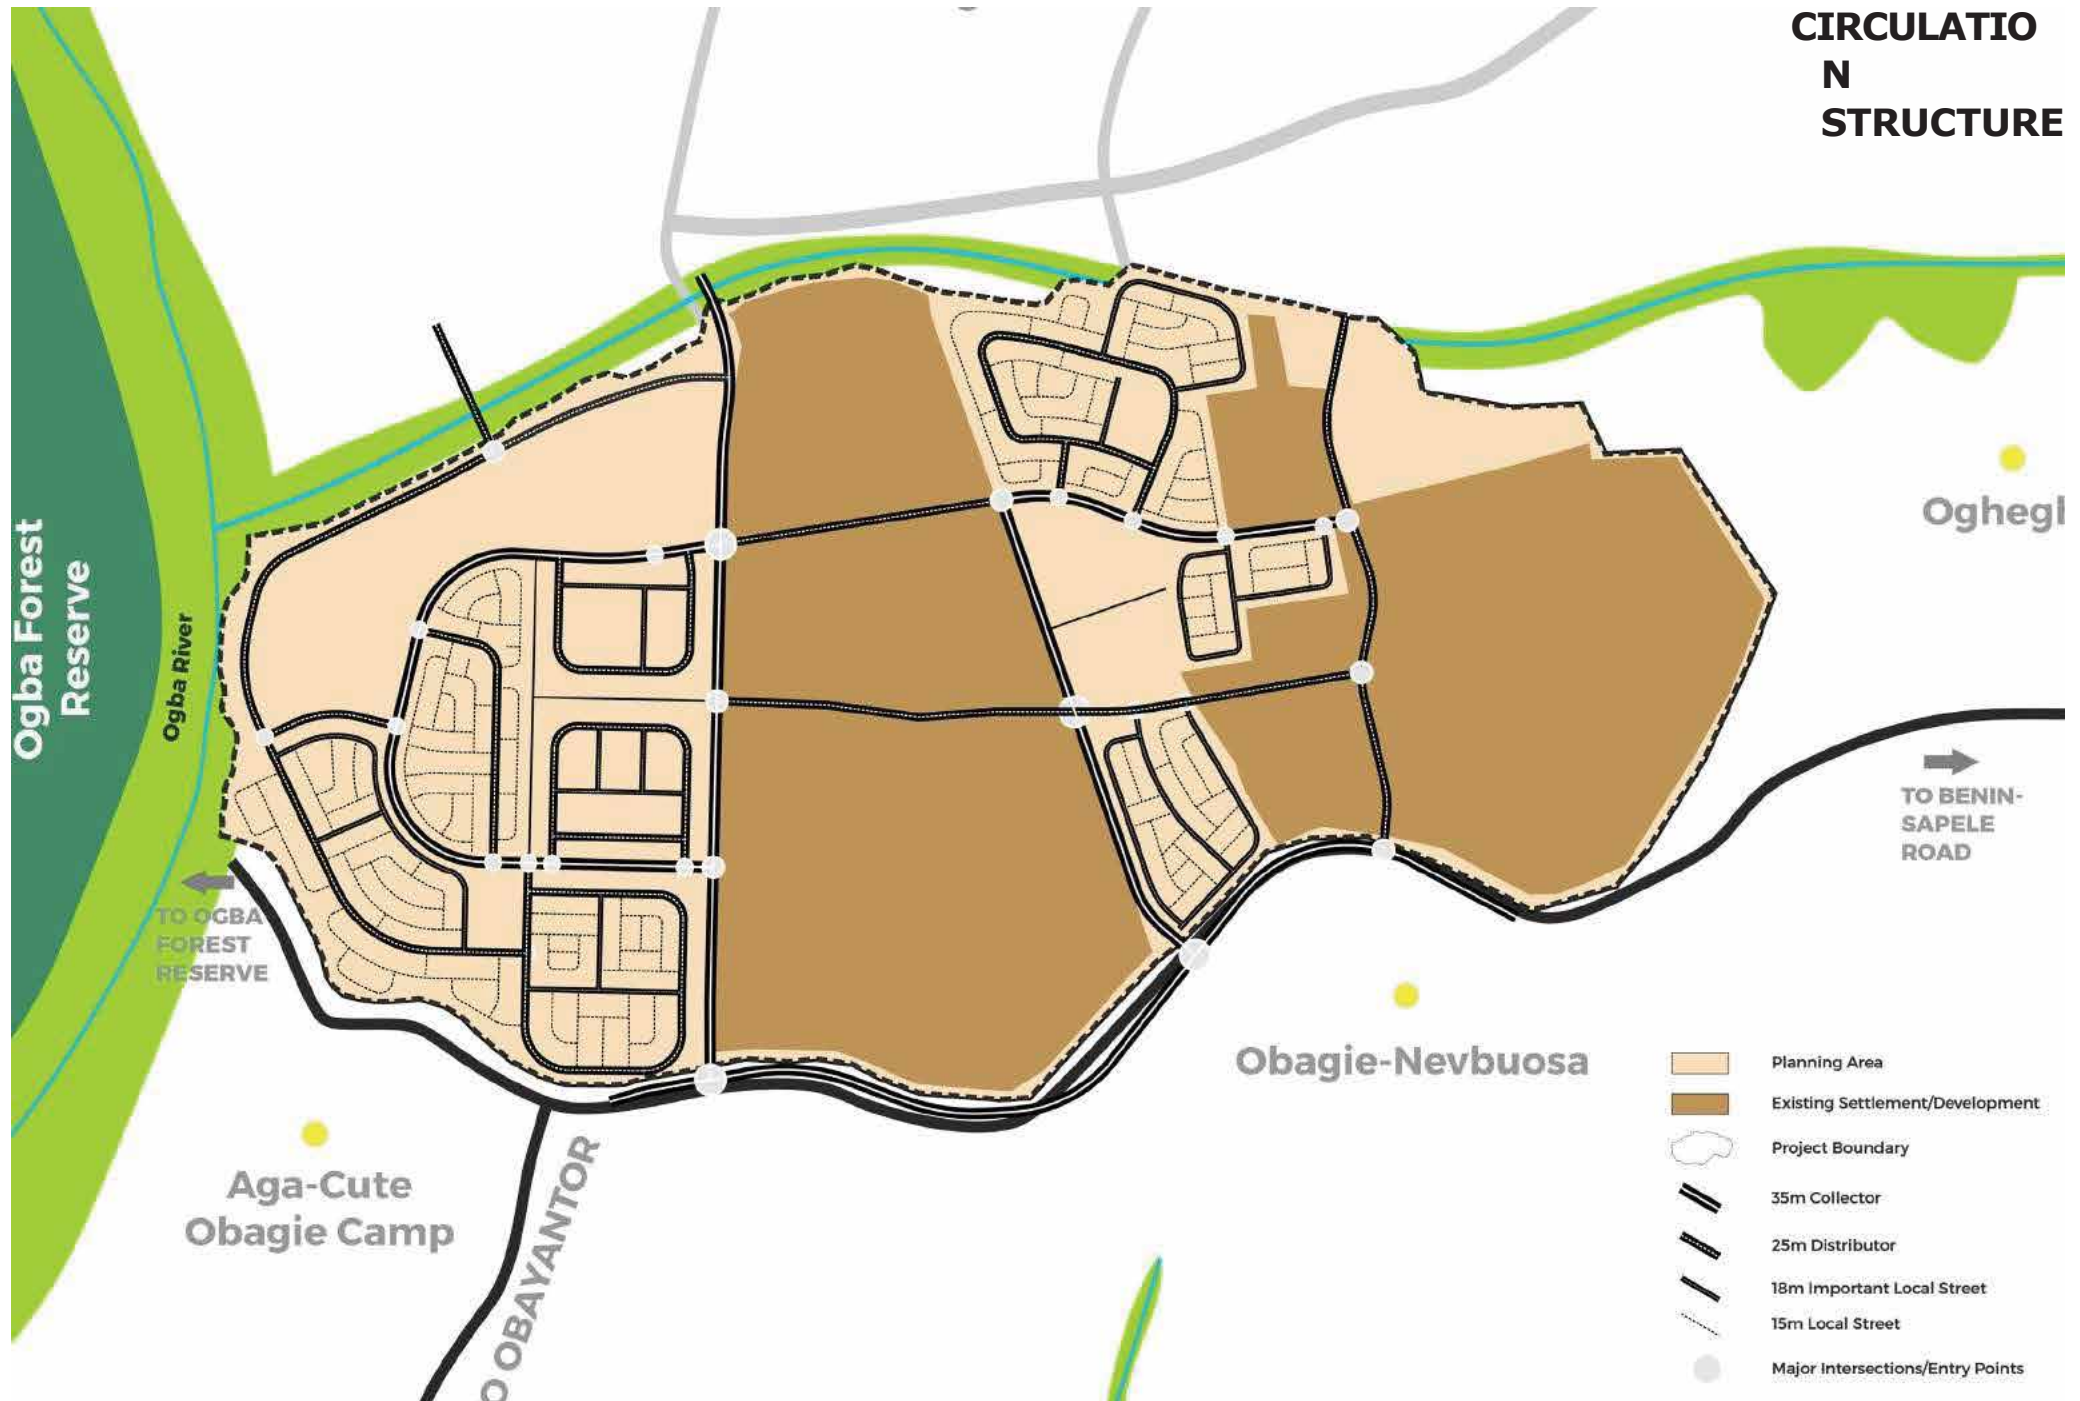 CIRCULATIO
N
STRUCTURE
Ogba Forest
Reserve
Ogba River
TO OGBA
FOREST
RESERVE
Aga-Cute
Obagie Camp
OBAYANTOR
Obagie-Nevbuosa
TO BENIN-
SAPELE
ROAD
Planning Area
Existing Settlement/Development
Project Boundary
35m Collector
25m Distributor
18m Important Local Street
15m Local Street
Major Intersections/Entry Points